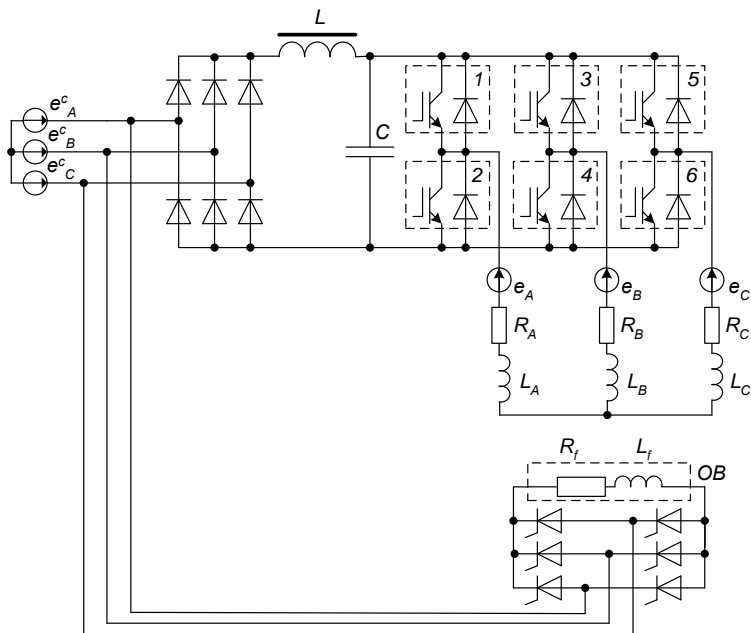 L
1
3
5
e^c_A
e^c_B
e^c_C
C
2
4
6
e_A
e_B
e_C
R_A
R_B
R_C
L_A
L_B
L_C
R_f
L_f
OB